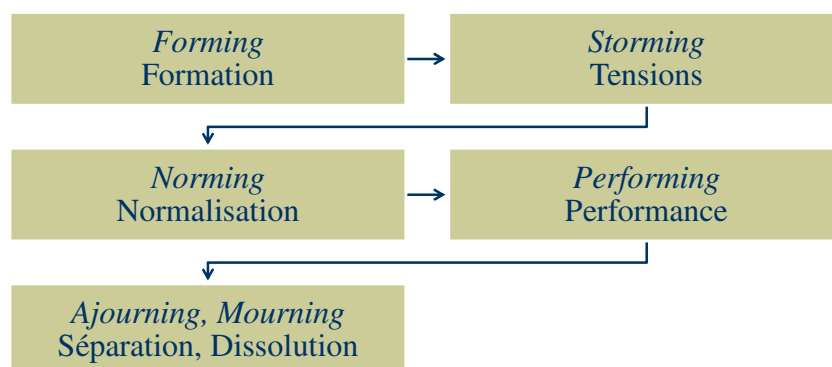 Forming
Formation
Storming
Tensions
Norming
Normalisation
Performing
Performance
Ajourning, Mourning
Séparation, Dissolution